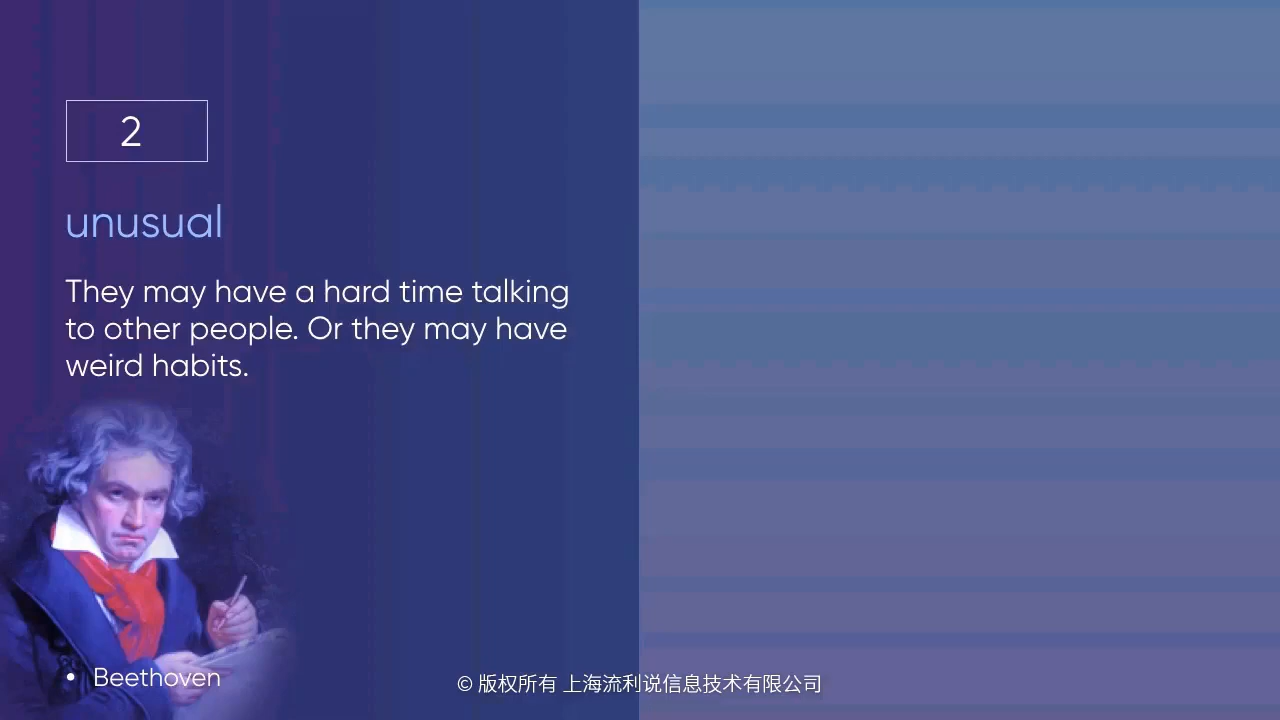 2
unusual
They may have a hard time talking
to other people. Or they may have
weird habits.
• Beethoven
© 版权所有 上海流利说信息技术有限公司